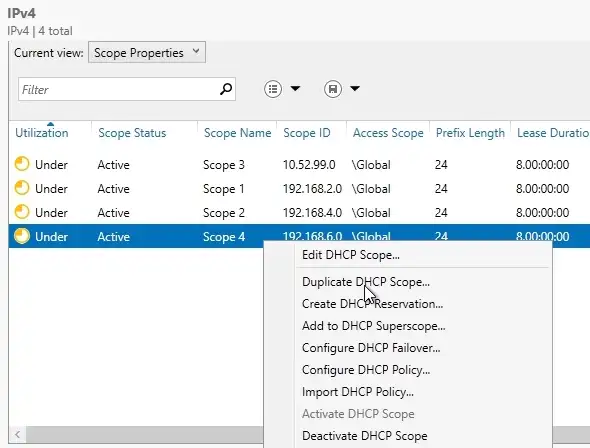 IPv4
IPv4 | 4 total
Current view: Scope Properties
Filter
Utilization Scope Status Scope Name Scope ID Access Scope Prefix Length Lease Duratio
Under Active Scope 3 10.52.99.0 \Global 24 8.00:00:00
Under Active Scope 1 192.168.2.0 \Global 24 8.00:00:00
Under Active Scope 2 192.168.4.0 \Global 24 8.00:00:00
Under Active Scope 4 192.168.6.0 \Global 24 8.00:00:00
Edit DHCP Scope...
Duplicate DHCP Scope...
Create DHCP Reservation...
Add to DHCP Superscope...
Configure DHCP Failover...
Configure DHCP Policy...
Import DHCP Policy...
Activate DHCP Scope
Deactivate DHCP Scope